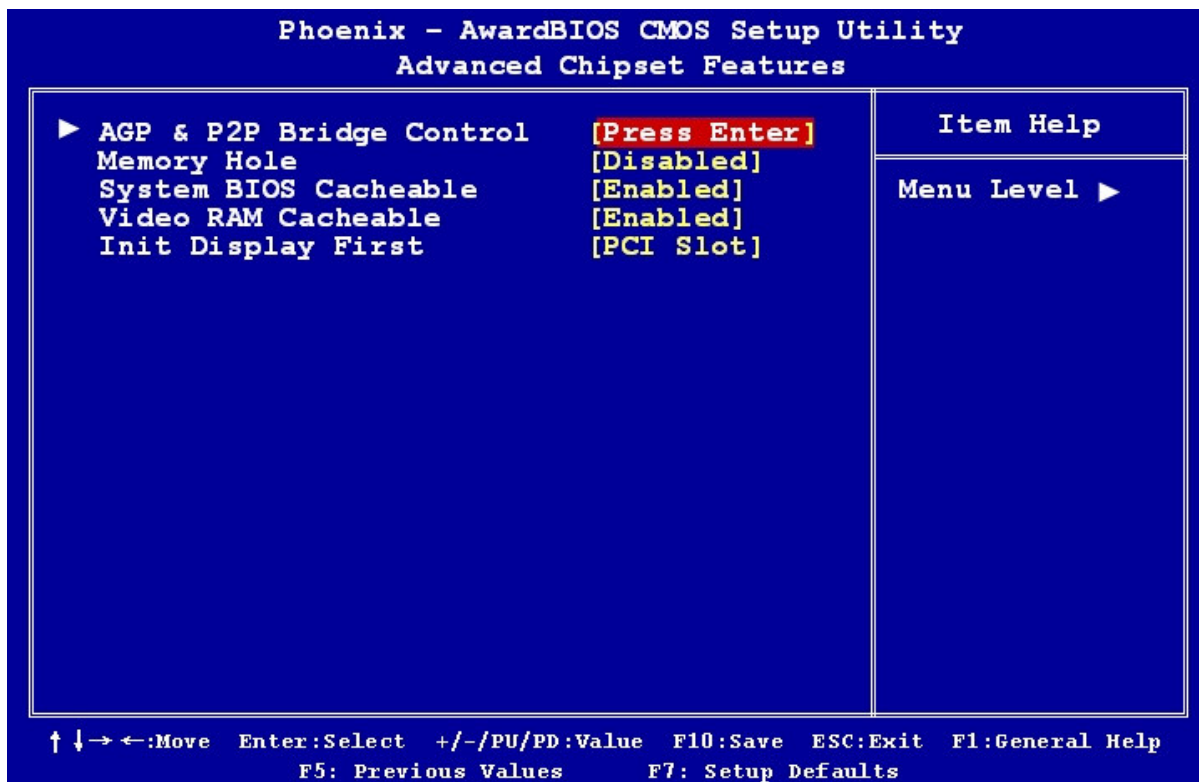 Phoenix - AwardBIOS CMOS Setup Utility
Advanced Chipset Features
▶ AGP & P2P Bridge Control [Press Enter]
Memory Hole [Disabled]
System BIOS Cacheable [Enabled]
Video RAM Cacheable [Enabled]
Init Display First [PCI Slot]
Item Help
Menu Level ▶
↑↓→←:Move Enter:Select +/-/PU/PD:Value F10:Save ESC:Exit F1:General Help
F5: Previous Values F7: Setup Defaults